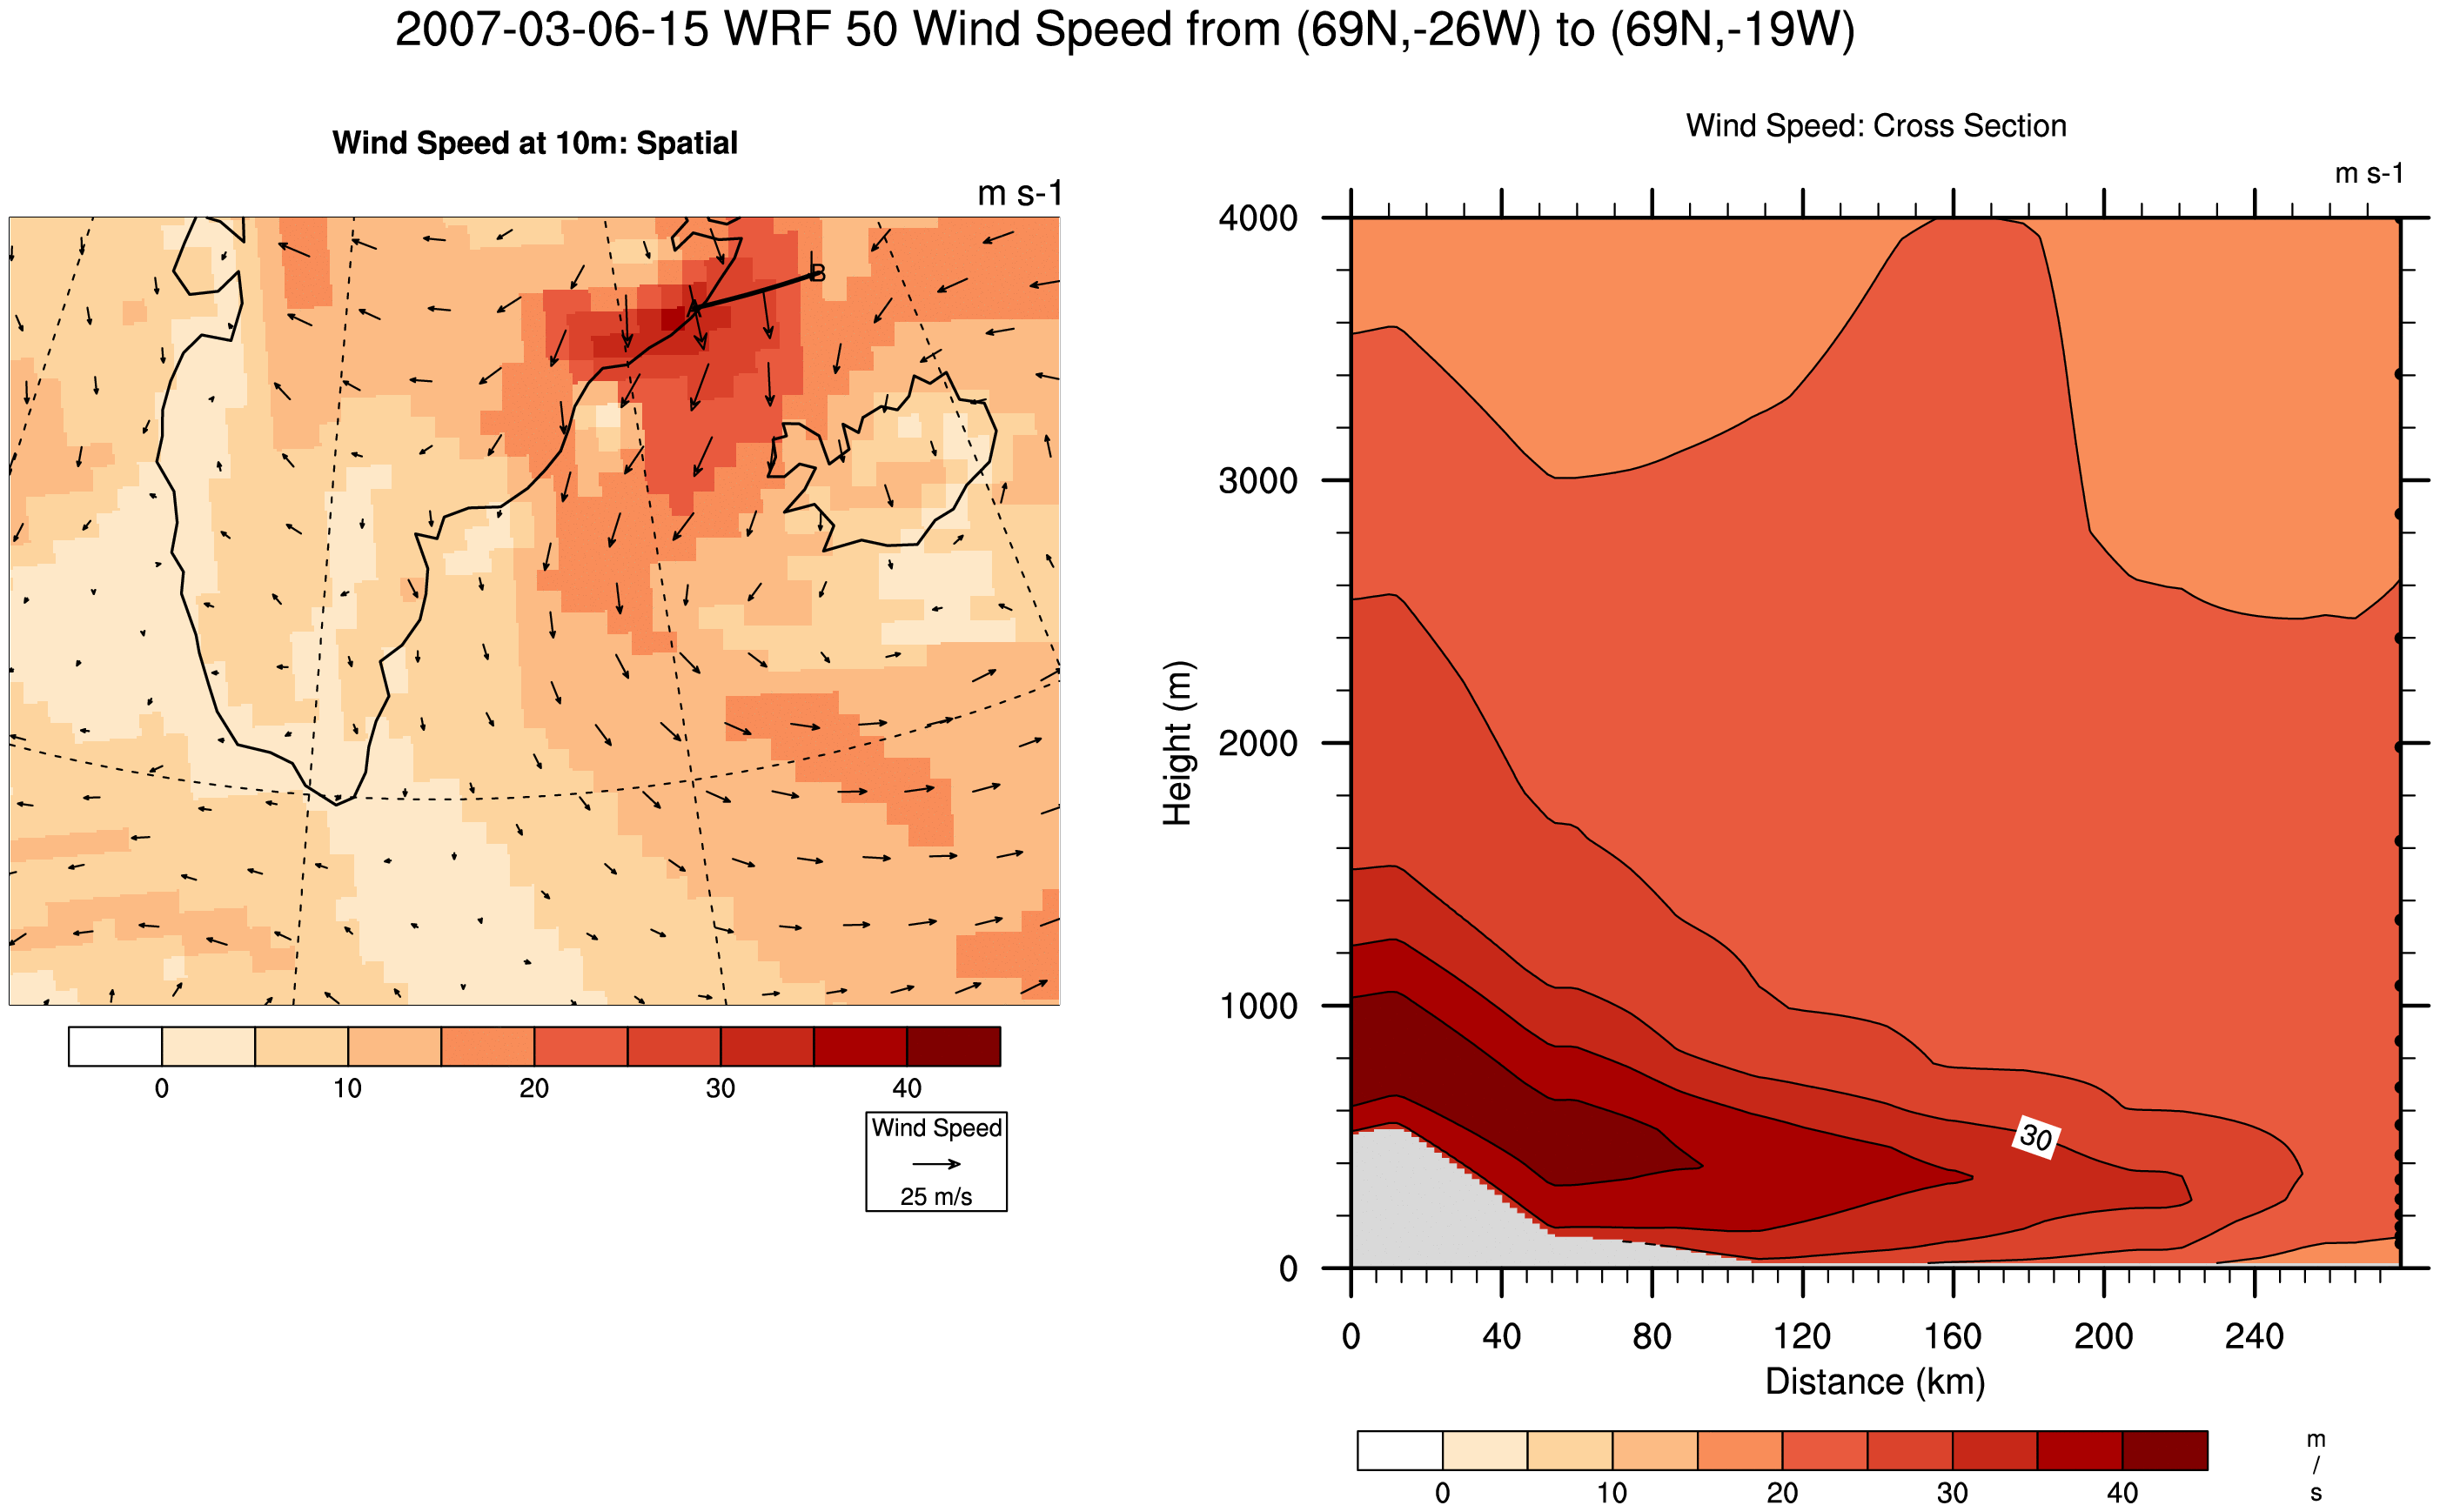 2007-03-06-15 WRF 50 Wind Speed from (69N,-26W) to (69N,-19W)
Wind Speed at 10m: Spatial
m s-1
A
B
0 10 20 30 40
Wind Speed
25 m/s
Wind Speed: Cross Section
m s-1
4000
3000
2000
1000
0
Height (m)
30
0 40 80 120 160 200 240
Distance (km)
0 10 20 30 40
m
/
s